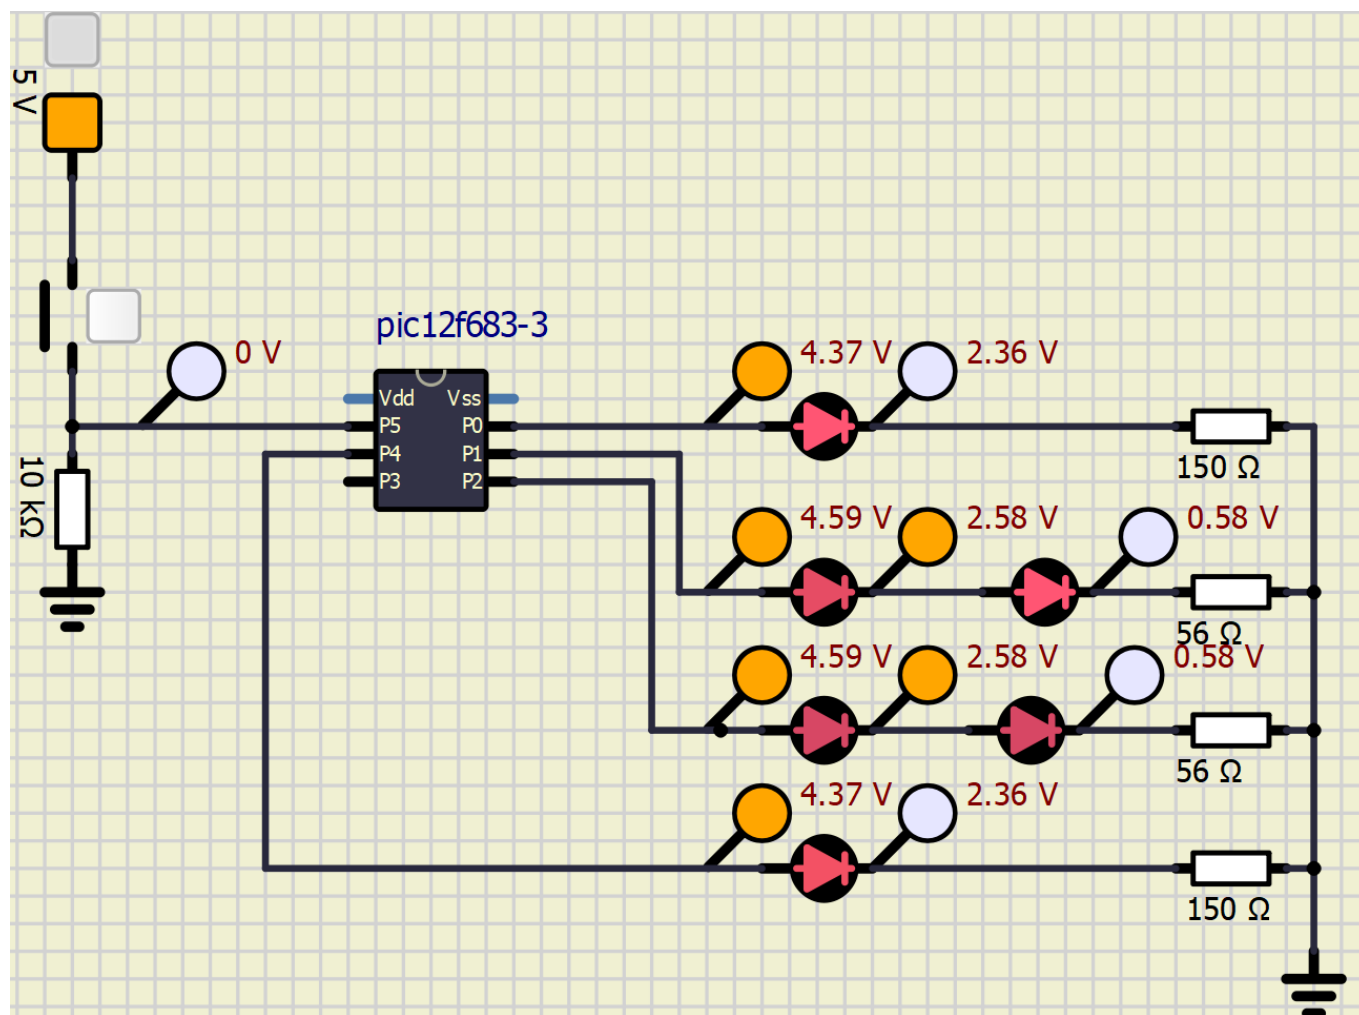 5 V
pic12f683-3
0 V
4.37 V
2.36 V
Vdd
Vss
P5
P0
P4
P1
P3
P2
10 kΩ
150 Ω
4.59 V
2.58 V
0.58 V
56 Ω
4.59 V
2.58 V
0.58 V
56 Ω
4.37 V
2.36 V
150 Ω